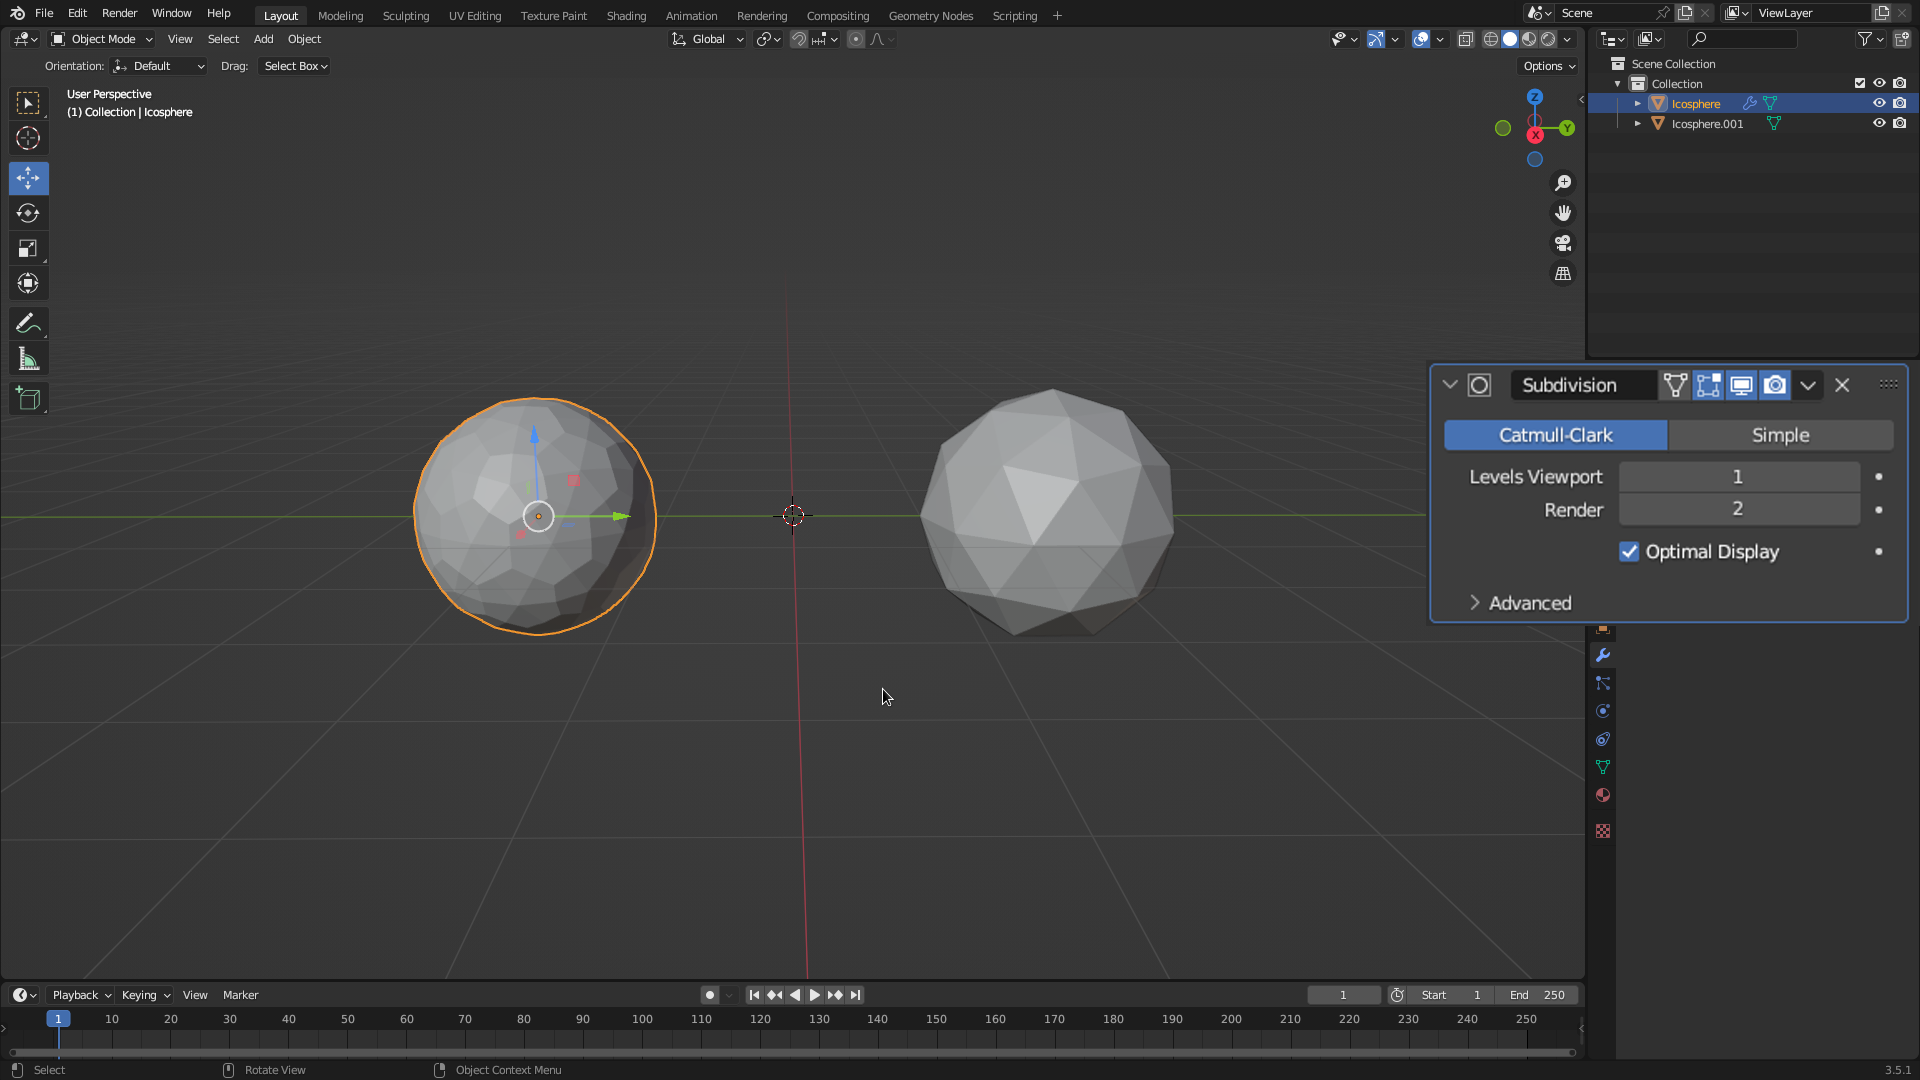 File Edit Render Window Help Layout Modeling Sculpting UV Editing Texture Paint Shading Animation Rendering Compositing Geometry Nodes Scripting + Scene ViewLayer
Object Mode View Select Add Object Global
Orientation: Default Drag: Select Box Options
User Perspective
(1) Collection | Icosphere
Z
Y
X
Scene Collection
Collection
Icosphere
Icosphere.001
Subdivision
Catmull-Clark Simple
Levels Viewport 1
Render 2
Optimal Display
Advanced
Playback Keying View Marker 1 Start 1 End 250
1 10 20 30 40 50 60 70 80 90 100 110 120 130 140 150 160 170 180 190 200 210 220 230 240 250
Select Rotate View Object Context Menu 3.5.1